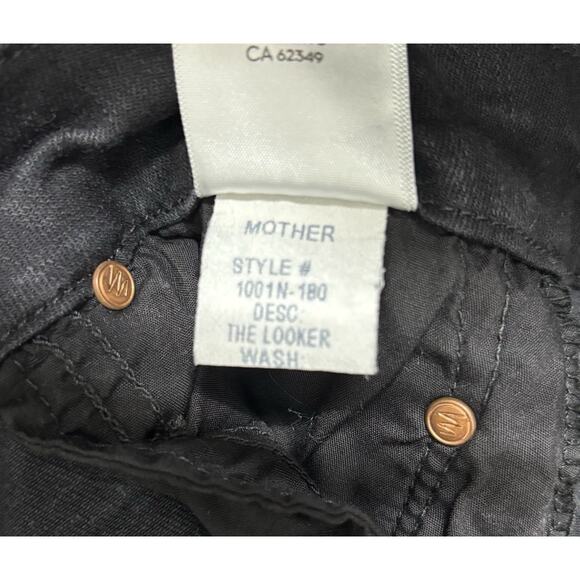 CA 62349
MOTHER
STYLE #
1001N-180
DESC:
THE LOOKER
WASH: